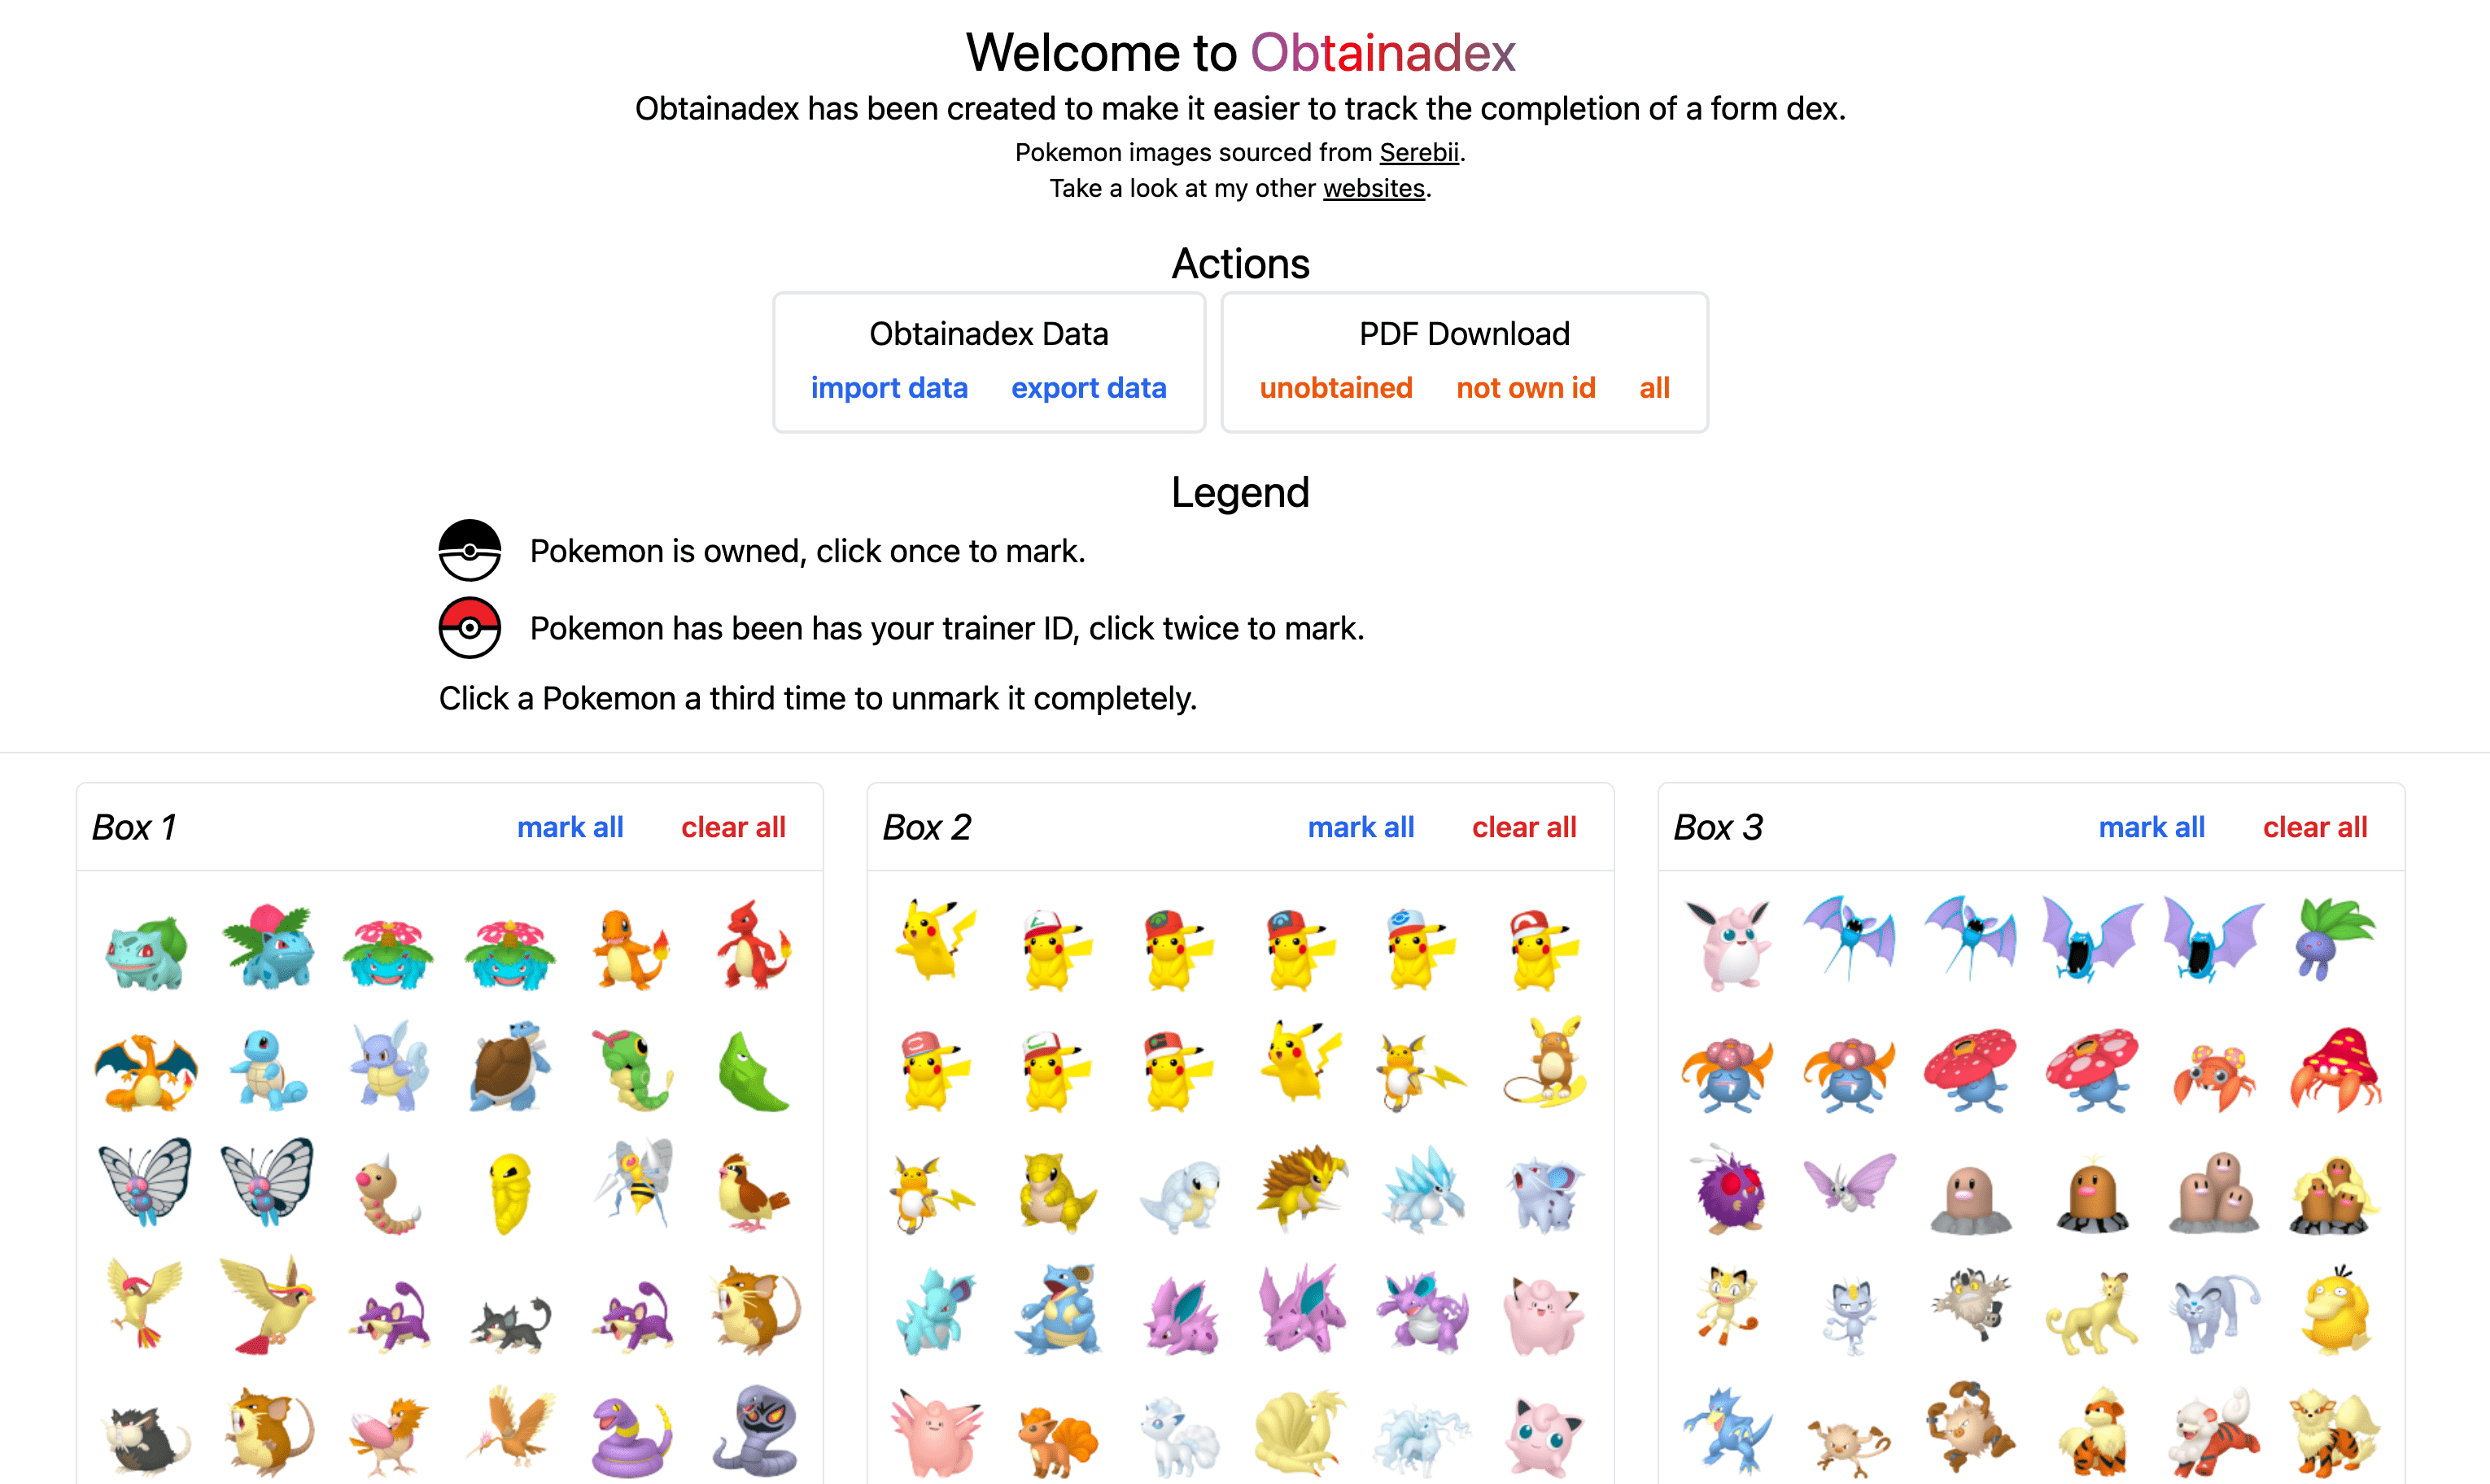 Welcome to Obtainadex
Obtainadex has been created to make it easier to track the completion of a form dex.
Pokemon images sourced from Serebii.
Take a look at my other websites.
Actions
Obtainadex Data
import data export data
PDF Download
unobtained not own id all
Legend
Pokemon is owned, click once to mark.
Pokemon has been has your trainer ID, click twice to mark.
Click a Pokemon a third time to unmark it completely.
Box 1 mark all clear all
Box 2 mark all clear all
Box 3 mark all clear all